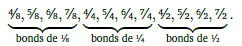 4/8, 5/8, 6/8, 7/8, 4/4, 5/4, 6/4, 7/4, 4/2, 5/2, 6/2, 7/2 .
bonds de 1/8 bonds de 1/4 bonds de 1/2